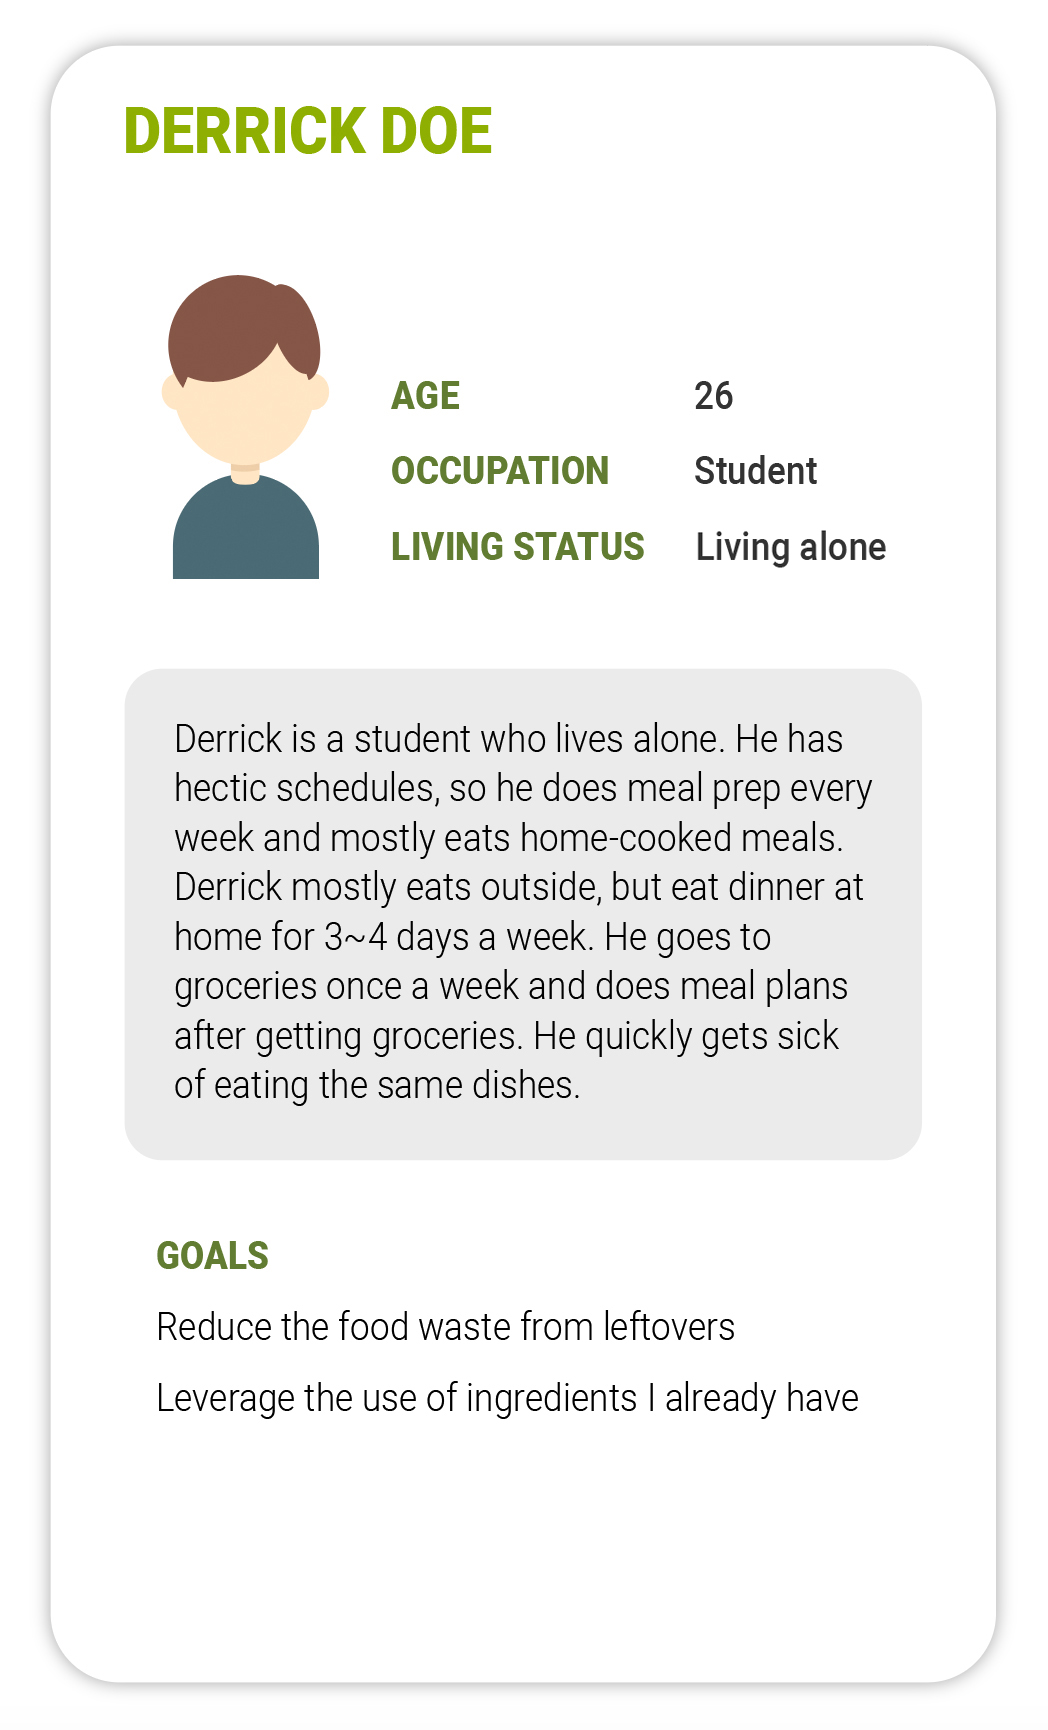 DERRICK DOE
AGE 26
OCCUPATION Student
LIVING STATUS Living alone
Derrick is a student who lives alone. He has
hectic schedules, so he does meal prep every
week and mostly eats home-cooked meals.
Derrick mostly eats outside, but eat dinner at
home for 3~4 days a week. He goes to
groceries once a week and does meal plans
after getting groceries. He quickly gets sick
of eating the same dishes.
GOALS
Reduce the food waste from leftovers
Leverage the use of ingredients I already have